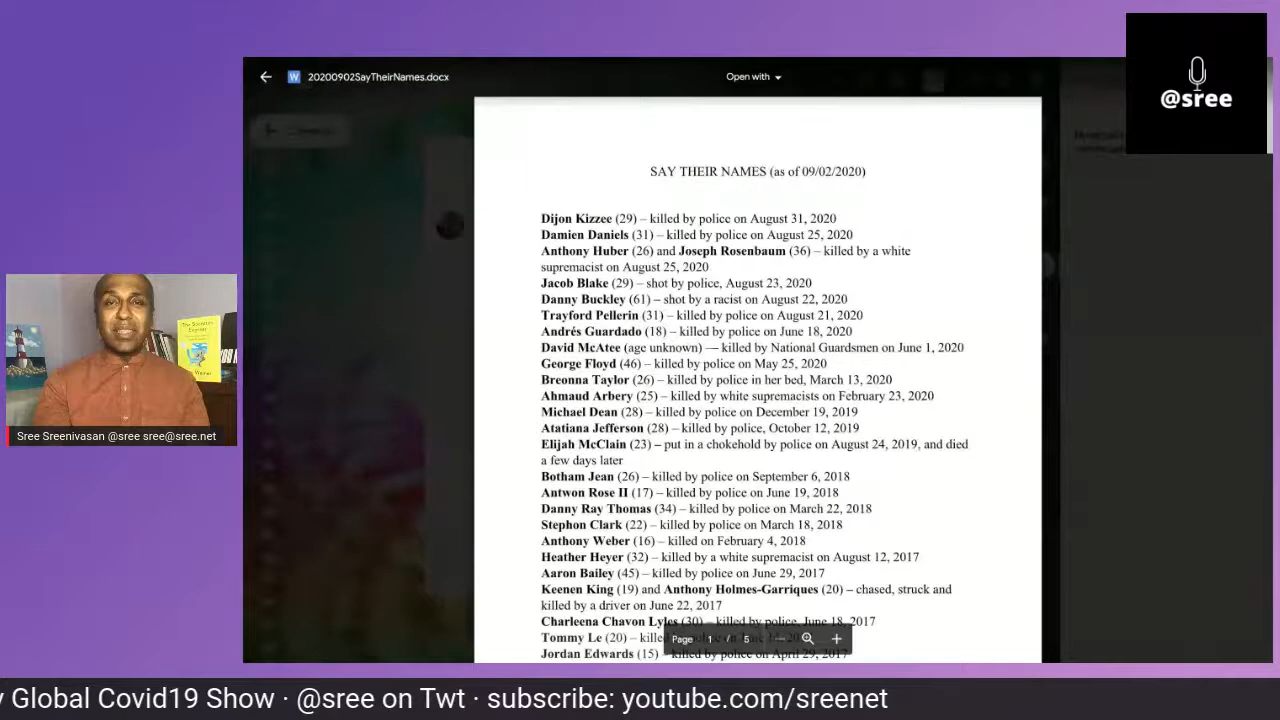 20200902SayTheirNames.docx
Open with
@sree
SAY THEIR NAMES (as of 09/02/2020)
Dijon Kizzee (29) – killed by police on August 31, 2020
Damien Daniels (31) – killed by police on August 25, 2020
Anthony Huber (26) and Joseph Rosenbaum (36) – killed by a white
supremacist on August 25, 2020
Jacob Blake (29) – shot by police, August 23, 2020
Danny Buckley (61) – shot by a racist on August 22, 2020
Trayford Pellerin (31) – killed by police on August 21, 2020
Andrés Guardado (18) – killed by police on June 18, 2020
David McAtee (age unknown) — killed by National Guardsmen on June 1, 2020
George Floyd (46) – killed by police on May 25, 2020
Breonna Taylor (26) – killed by police in her bed, March 13, 2020
Ahmaud Arbery (25) – killed by white supremacists on February 23, 2020
Michael Dean (28) – killed by police on December 19, 2019
Atatiana Jefferson (28) – killed by police, October 12, 2019
Elijah McClain (23) – put in a chokehold by police on August 24, 2019, and died
a few days later
Botham Jean (26) – killed by police on September 6, 2018
Antwon Rose II (17) – killed by police on June 19, 2018
Danny Ray Thomas (34) – killed by police on March 22, 2018
Stephon Clark (22) – killed by police on March 18, 2018
Anthony Weber (16) – killed on February 4, 2018
Heather Heyer (32) – killed by a white supremacist on August 12, 2017
Aaron Bailey (45) – killed by police on June 29, 2017
Keenen King (19) and Anthony Holmes-Garriques (20) – chased, struck and
killed by a driver on June 22, 2017
Charleena Chavon Lyles (30) – killed by police, June 18, 2017
Tommy Le (20) – killed
Jordan Edwards (15) – killed by police on April 29, 2017
Page 1 / 5
Sree Sreenivasan @sree sree@sree.net
y Global Covid19 Show · @sree on Twt · subscribe: youtube.com/sreenet